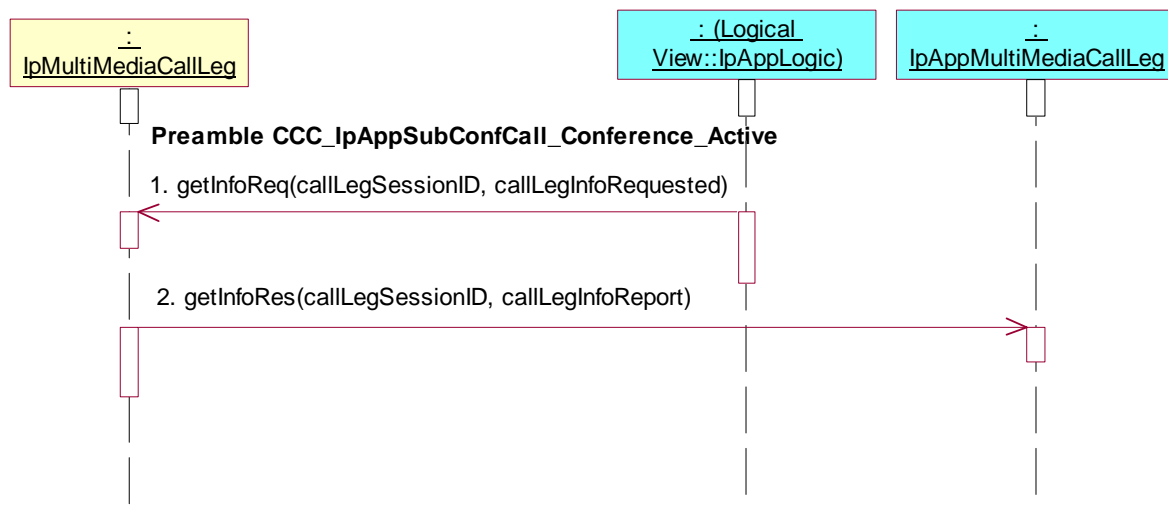 :
IpMultiMediaCallLeg
: (Logical
View::IpAppLogic)
:
IpAppMultiMediaCallLeg
Preamble CCC_IpAppSubConfCall_Conference_Active
1. getInfoReq(callLegSessionID, callLegInfoRequested)
2. getInfoRes(callLegSessionID, callLegInfoReport)